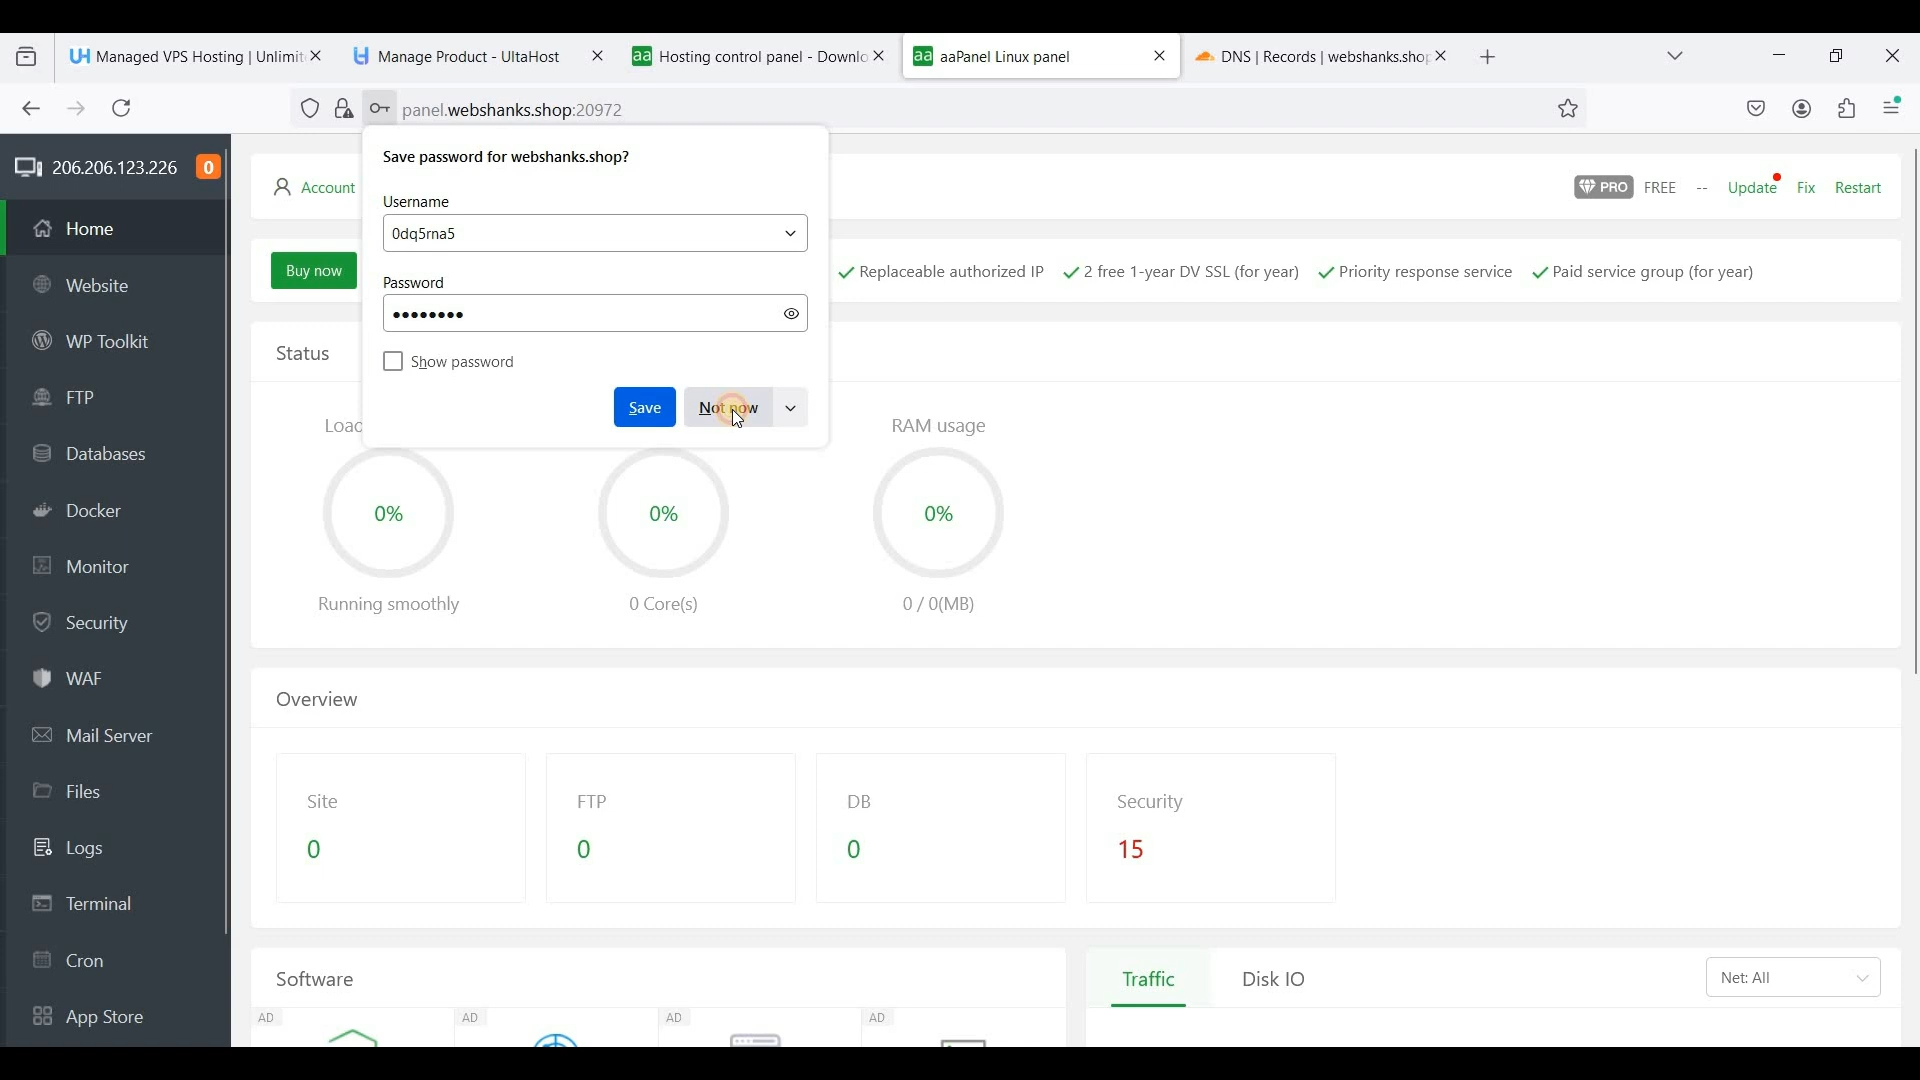 Managed VPS Hosting | Unlimit
Manage Product - UltaHost
Hosting control panel - Downlo
aaPanel Linux panel
DNS | Records | webshanks.shop
panel.webshanks.shop:20972
206.206.123.226 0
Home
Website
WP Toolkit
FTP
Databases
Docker
Monitor
Security
WAF
Mail Server
Files
Logs
Terminal
Cron
App Store
Save password for webshanks.shop?
Username
0dq5rna5
Password
••••••••
Show password
Save Not now
Account
PRO FREE -- Update Fix Restart
Buy now
Replaceable authorized IP 2 free 1-year DV SSL (for year) Priority response service Paid service group (for year)
Status
Load
RAM usage
0% 0% 0%
Running smoothly 0 Core(s) 0 / 0(MB)
Overview
Site FTP DB Security
0 0 0 15
Software
AD AD AD AD
Traffic Disk IO Net: All